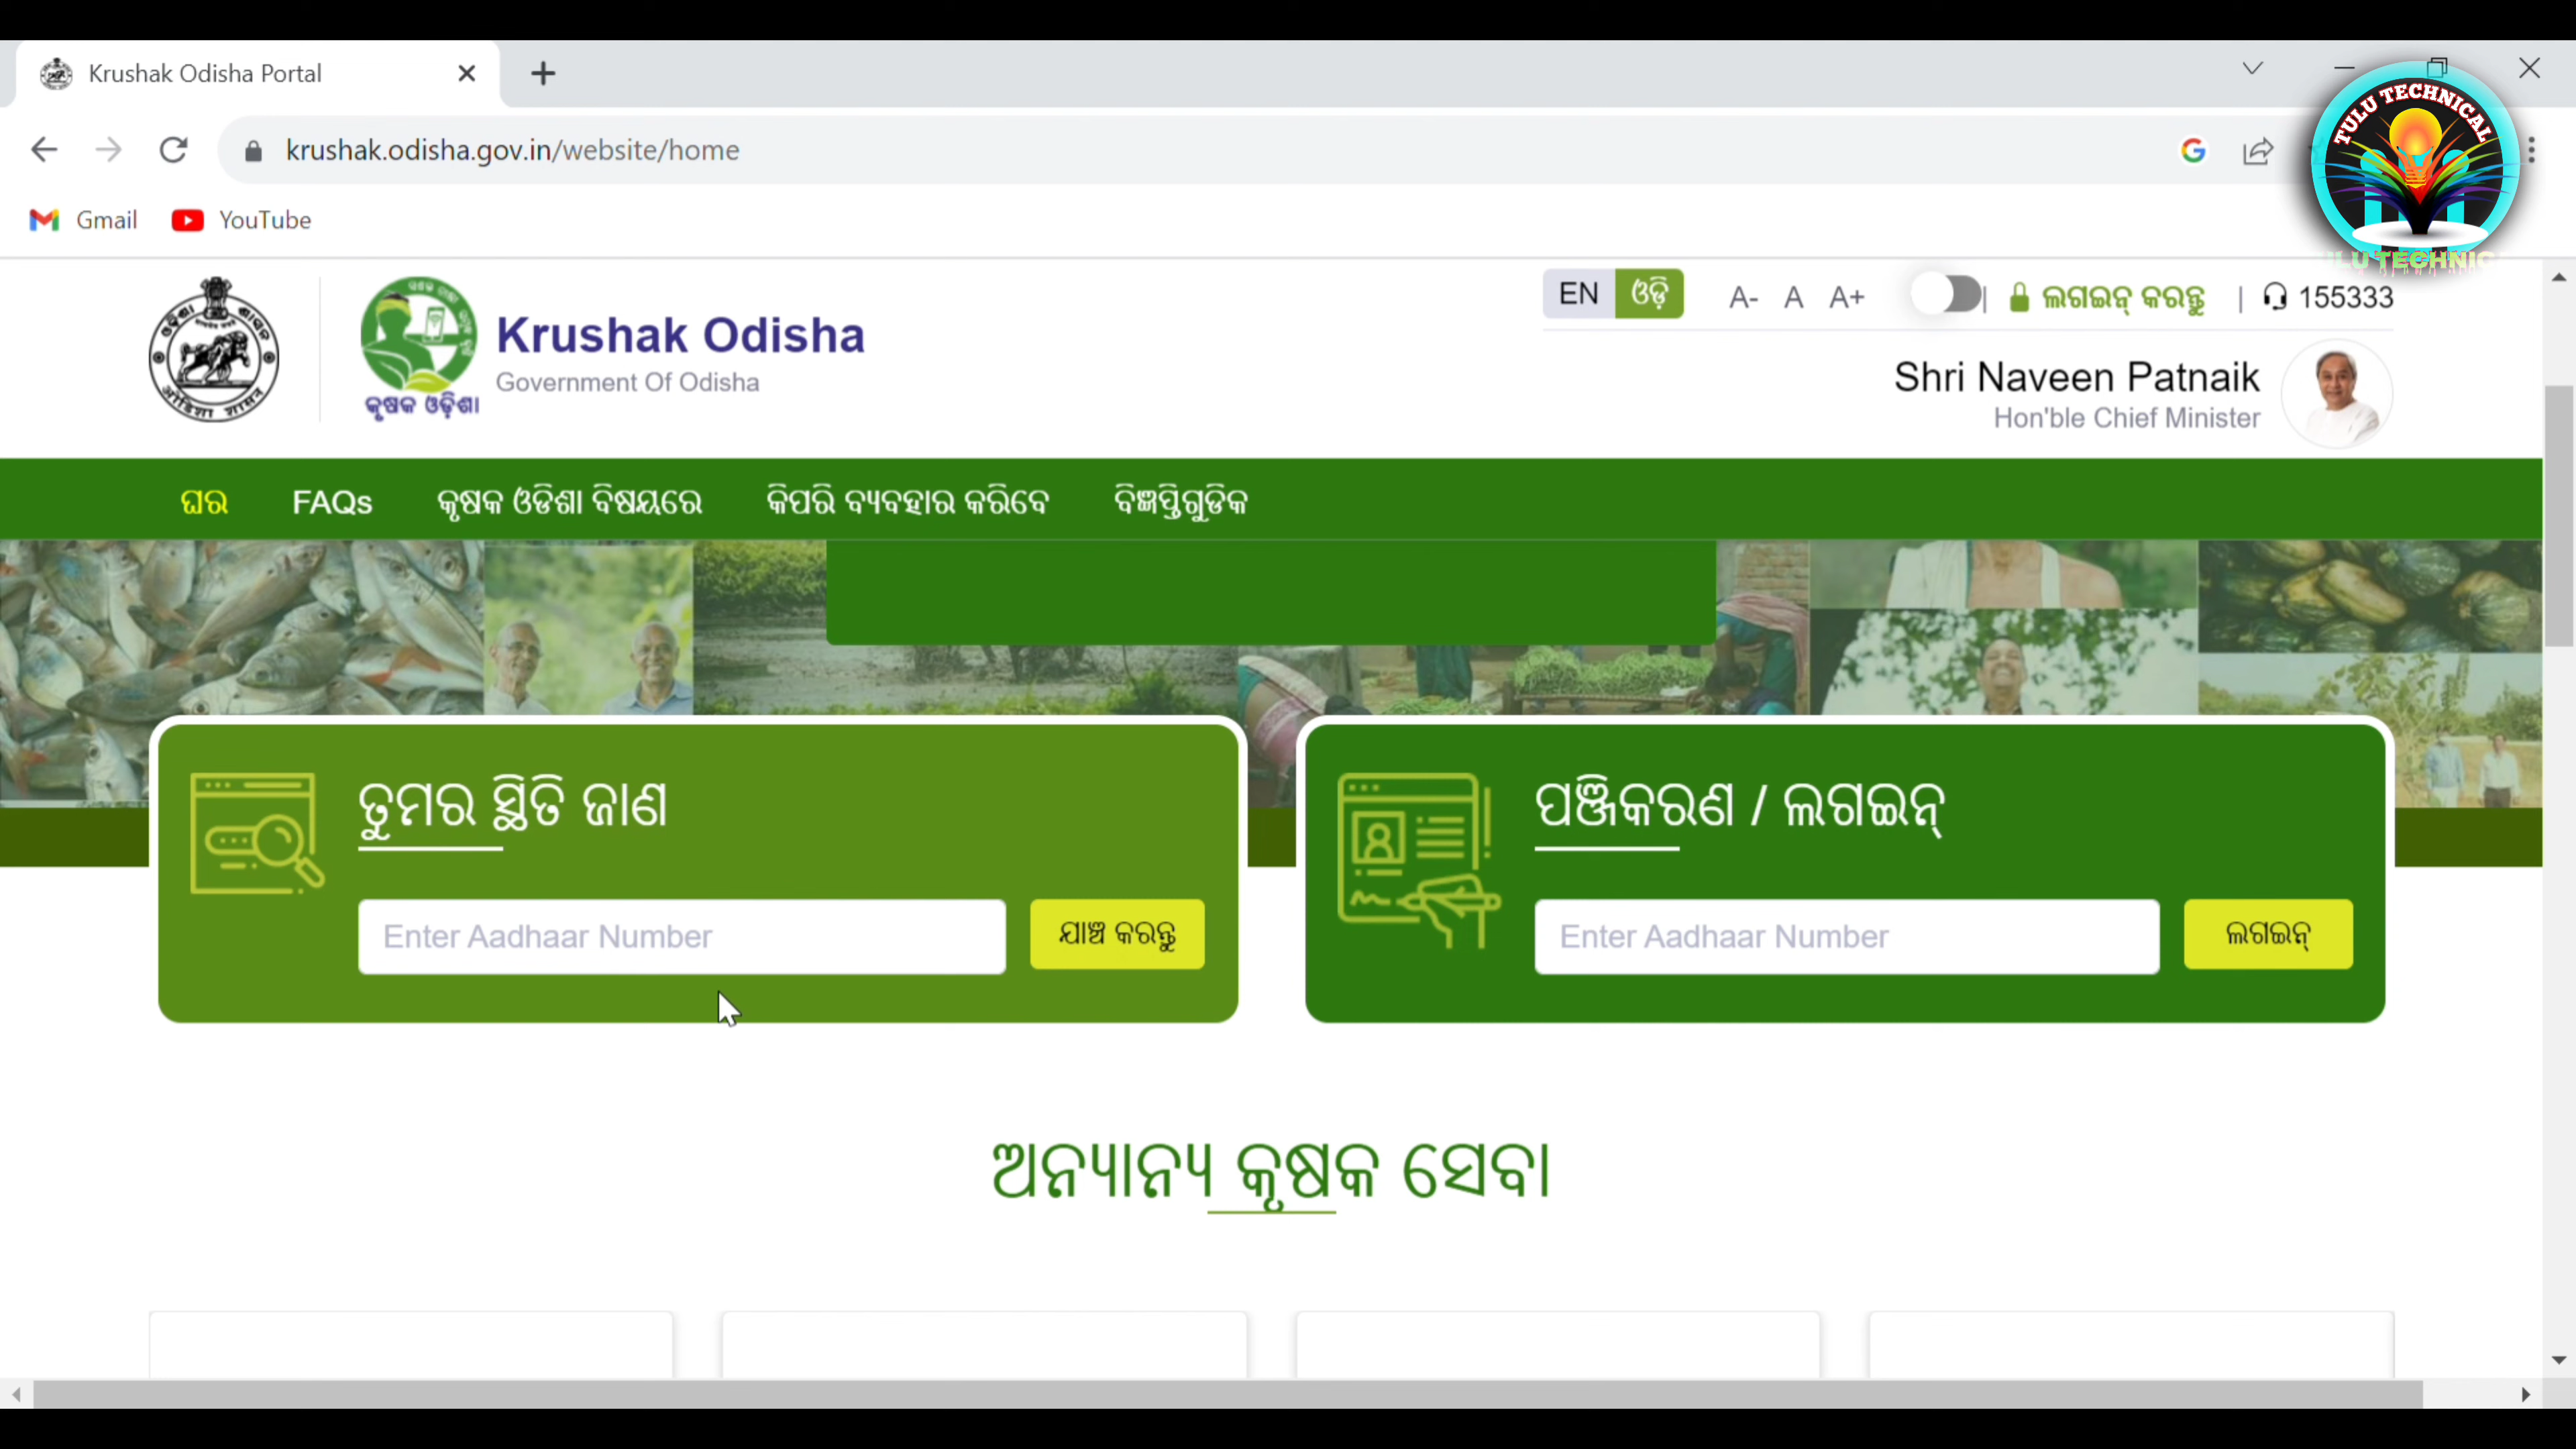 Krushak Odisha Portal
krushak.odisha.gov.in/website/home
TULU TECHNICAL
Gmail YouTube
EN ଓଡ଼ି A- A A+ ଲଗଇନ୍ କରନ୍ତୁ | 155333
Krushak Odisha
Government Of Odisha
କୃଷକ ଓଡ଼ିଶା
Shri Naveen Patnaik
Hon'ble Chief Minister
ଘର FAQs କୃଷକ ଓଡିଶା ବିଷୟରେ କିପରି ବ୍ୟବହାର କରିବେ ବିଜ୍ଞପ୍ତିଗୁଡିକ
ତୁମର ସ୍ଥିତି ଜାଣ
Enter Aadhaar Number ଯାଞ୍ଚ କରନ୍ତୁ
ପଞ୍ଜିକରଣ / ଲଗଇନ୍
Enter Aadhaar Number ଲଗଇନ୍
ଅନ୍ୟାନ୍ୟ କୃଷକ ସେବା